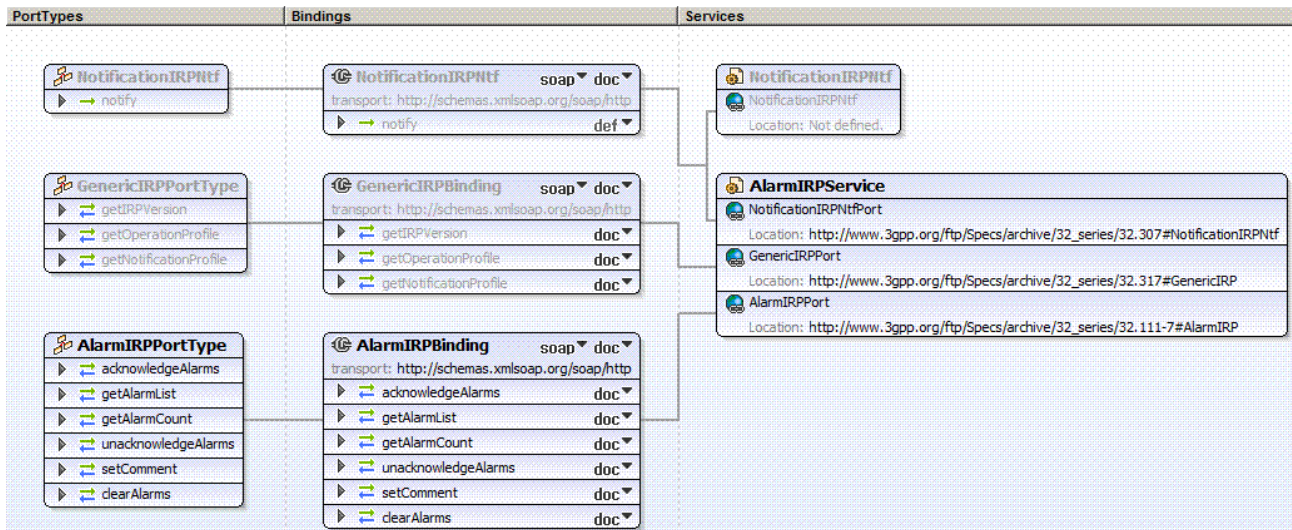 PortTypes Bindings Services
NotificationIRPNtf
notify
NotificationIRPNtf soap doc
transport: http://schemas.xmlsoap.org/soap/http
notify def
NotificationIRPNtf
NotificationIRPNtf
Location: Not defined.
GenericIRPPortType
getIRPVersion
getOperationProfile
getNotificationProfile
GenericIRPBinding soap doc
transport: http://schemas.xmlsoap.org/soap/http
getIRPVersion doc
getOperationProfile doc
getNotificationProfile doc
AlarmIRPService
NotificationIRPNtfPort
Location: http://www.3gpp.org/ftp/Specs/archive/32_series/32.307#NotificationIRPNtf
GenericIRPPort
Location: http://www.3gpp.org/ftp/Specs/archive/32_series/32.317#GenericIRP
AlarmIRPPort
Location: http://www.3gpp.org/ftp/Specs/archive/32_series/32.111-7#AlarmIRP
AlarmIRPPortType
acknowledgeAlarms
getAlarmList
getAlarmCount
unacknowledgeAlarms
setComment
clearAlarms
AlarmIRPBinding soap doc
transport: http://schemas.xmlsoap.org/soap/http
acknowledgeAlarms doc
getAlarmList doc
getAlarmCount doc
unacknowledgeAlarms doc
setComment doc
clearAlarms doc